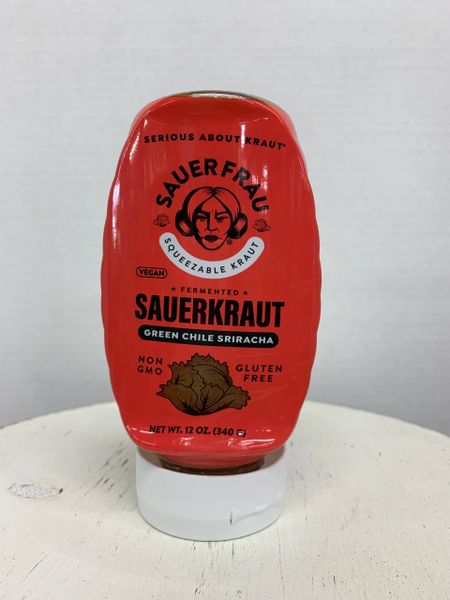 SERIOUS ABOUT KRAUT®
SAUER FRAU
®
SQUEEZABLE KRAUT
VEGAN
★ FERMENTED ★
SAUERKRAUT
GREEN CHILE SRIRACHA
NON GLUTEN
GMO FREE
NET WT. 12 OZ. (340 G)